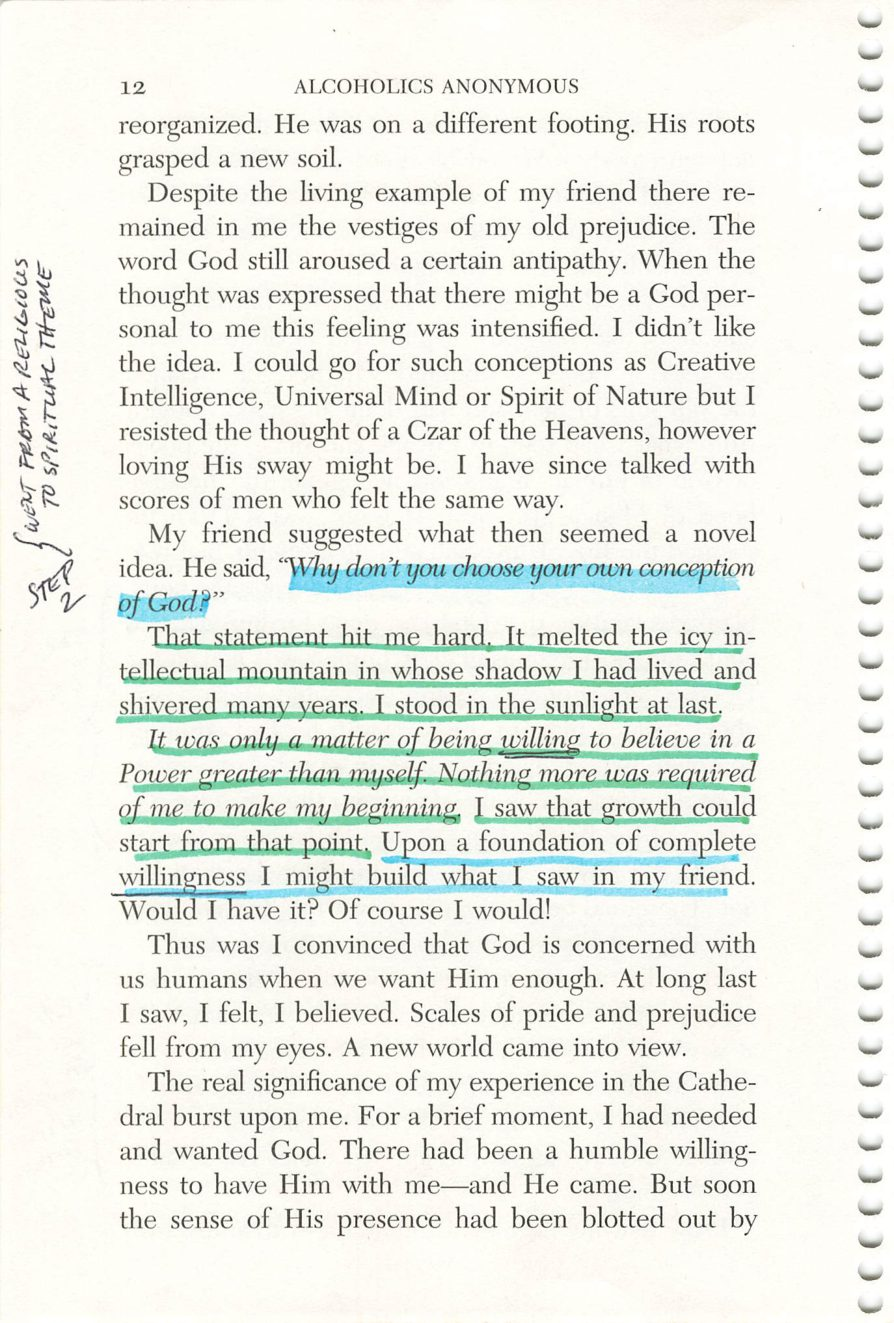 12 ALCOHOLICS ANONYMOUS
reorganized. He was on a different footing. His roots
grasped a new soil.
Despite the living example of my friend there re-
mained in me the vestiges of my old prejudice. The
word God still aroused a certain antipathy. When the
thought was expressed that there might be a God per-
sonal to me this feeling was intensified. I didn't like
the idea. I could go for such conceptions as Creative
Intelligence, Universal Mind or Spirit of Nature but I
resisted the thought of a Czar of the Heavens, however
loving His sway might be. I have since talked with
scores of men who felt the same way.
My friend suggested what then seemed a novel
idea. He said, “Why don't you choose your own conception
of God?”
That statement hit me hard. It melted the icy in-
tellectual mountain in whose shadow I had lived and
shivered many years. I stood in the sunlight at last.
It was only a matter of being willing to believe in a
Power greater than myself. Nothing more was required
of me to make my beginning. I saw that growth could
start from that point. Upon a foundation of complete
willingness I might build what I saw in my friend.
Would I have it? Of course I would!
Thus was I convinced that God is concerned with
us humans when we want Him enough. At long last
I saw, I felt, I believed. Scales of pride and prejudice
fell from my eyes. A new world came into view.
The real significance of my experience in the Cathe-
dral burst upon me. For a brief moment, I had needed
and wanted God. There had been a humble willing-
ness to have Him with me—and He came. But soon
the sense of His presence had been blotted out by
WENT FROM A RELIGIOUS
TO SPIRITUAL THEME
STEP
2